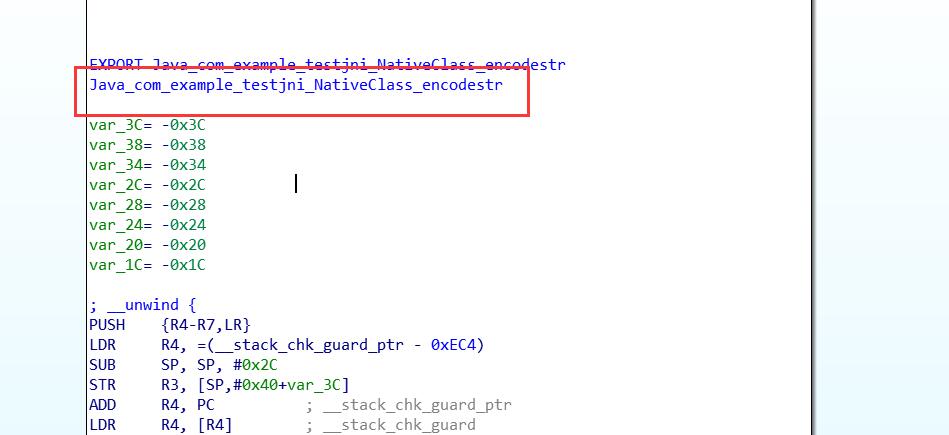 EXPORT Java_com_example_testjni_NativeClass_encodestr
Java_com_example_testjni_NativeClass_encodestr
var_3C= -0x3C
var_38= -0x38
var_34= -0x34
var_2C= -0x2C
var_28= -0x28
var_24= -0x24
var_20= -0x20
var_1C= -0x1C
; __unwind {
PUSH {R4-R7,LR}
LDR R4, =(__stack_chk_guard_ptr - 0xEC4)
SUB SP, SP, #0x2C
STR R3, [SP,#0x40+var_3C]
ADD R4, PC ; __stack_chk_guard_ptr
LDR R4, [R4] ; __stack_chk_guard